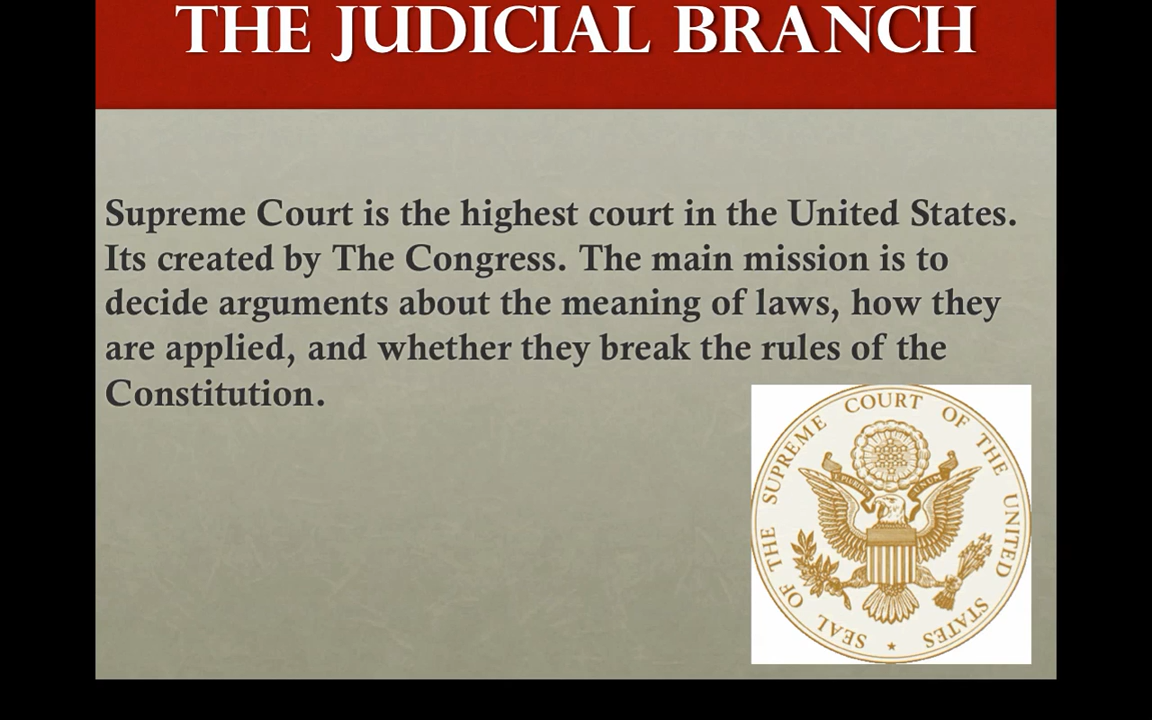 THE JUDICIAL BRANCH
Supreme Court is the highest court in the United States.
Its created by The Congress. The main mission is to
decide arguments about the meaning of laws, how they
are applied, and whether they break the rules of the
Constitution.
SEAL OF THE SUPREME COURT OF THE UNITED STATES
E PLURIBUS UNUM